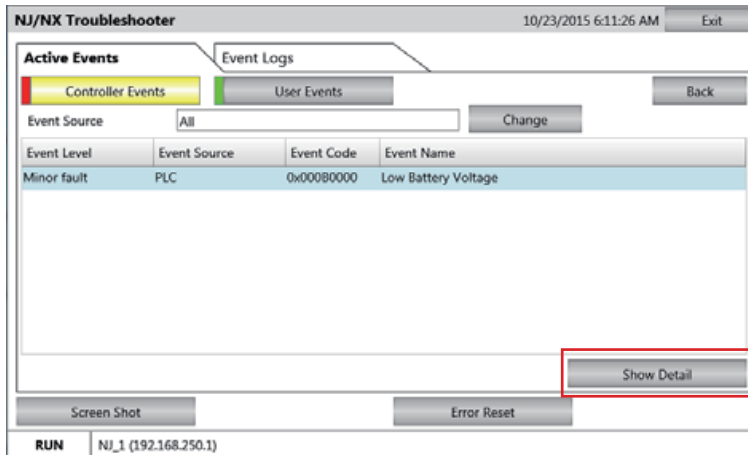 NJ/NX Troubleshooter 10/23/2015 6:11:26 AM Exit
Active Events Event Logs
Controller Events User Events Back
Event Source All Change
Event Level Event Source Event Code Event Name
Minor fault PLC 0x000B0000 Low Battery Voltage
Show Detail
Screen Shot Error Reset
RUN NJ_1 (192.168.250.1)